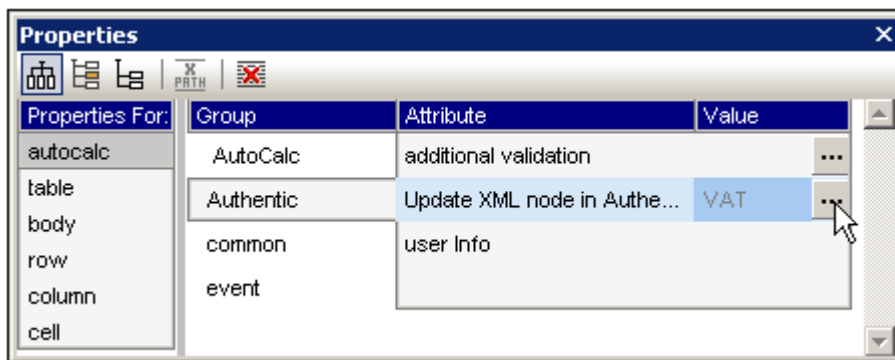 Properties
X
PATH
Properties For: Group Attribute Value
autocalc AutoCalc additional validation ...
table Authentic Update XML node in Authe... VAT ...
body common user Info
row event
column
cell